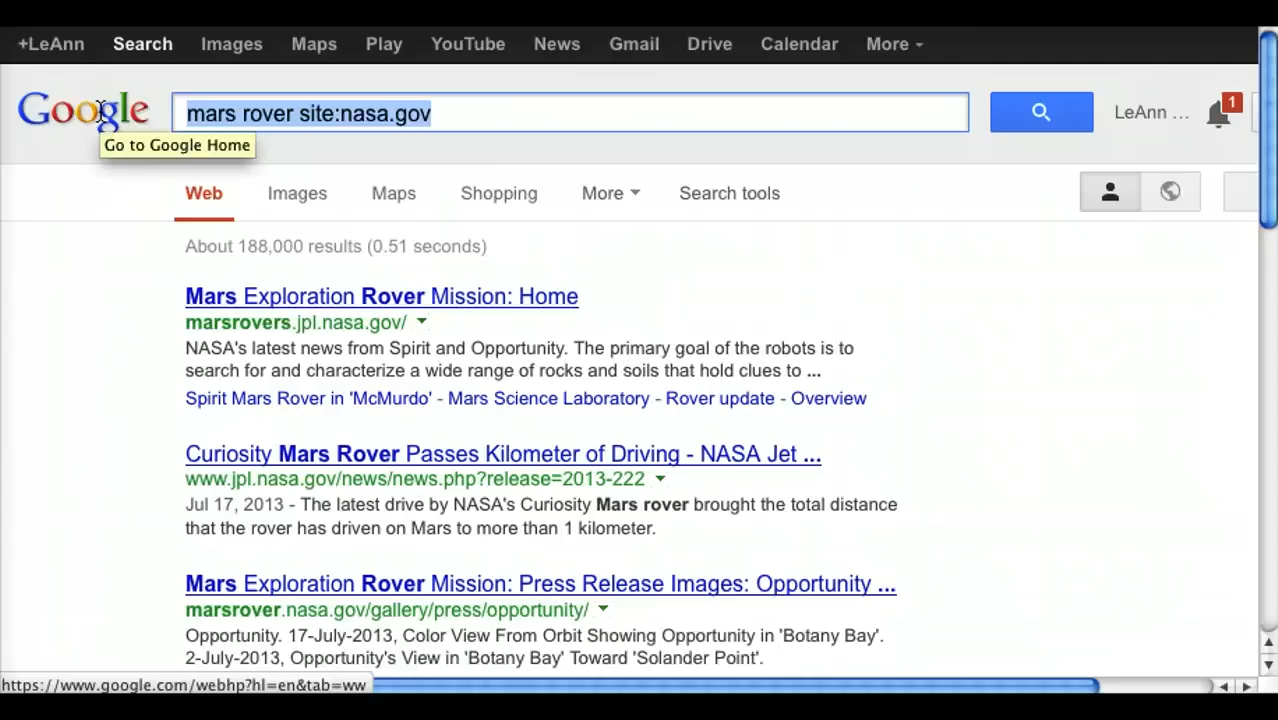 +LeAnn Search Images Maps Play YouTube News Gmail Drive Calendar More
Google mars rover site:nasa.gov LeAnn ... 1
Go to Google Home
Web Images Maps Shopping More Search tools
About 188,000 results (0.51 seconds)
Mars Exploration Rover Mission: Home
marsrovers.jpl.nasa.gov/
NASA's latest news from Spirit and Opportunity. The primary goal of the robots is to
search for and characterize a wide range of rocks and soils that hold clues to ...
Spirit Mars Rover in 'McMurdo' - Mars Science Laboratory - Rover update - Overview
Curiosity Mars Rover Passes Kilometer of Driving - NASA Jet ...
www.jpl.nasa.gov/news/news.php?release=2013-222
Jul 17, 2013 - The latest drive by NASA's Curiosity Mars rover brought the total distance
that the rover has driven on Mars to more than 1 kilometer.
Mars Exploration Rover Mission: Press Release Images: Opportunity ...
marsrover.nasa.gov/gallery/press/opportunity/
Opportunity. 17-July-2013, Color View From Orbit Showing Opportunity in 'Botany Bay'.
2-July-2013, Opportunity's View in 'Botany Bay' Toward 'Solander Point'.
https://www.google.com/webhp?hl=en&tab=ww